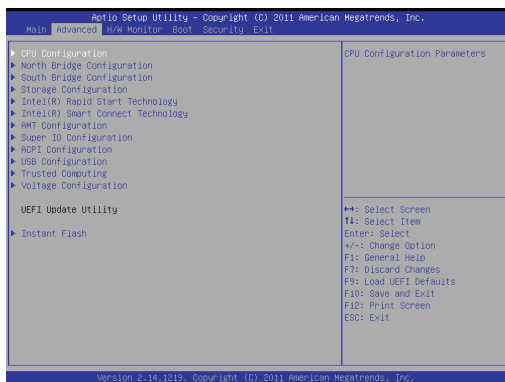 Aptio Setup Utility – Copyright (C) 2011 American Megatrends, Inc.
Main Advanced H/W Monitor Boot Security Exit
CPU Configuration
North Bridge Configuration
South Bridge Configuration
Storage Configuration
Intel(R) Rapid Start Technology
Intel(R) Smart Connect Technology
AMT Configuration
Super IO Configuration
ACPI Configuration
USB Configuration
Trusted Computing
Voltage Configuration
UEFI Update Utility
Instant Flash
CPU Configuration Parameters
↔: Select Screen
↑↓: Select Item
Enter: Select
+/-: Change Option
F1: General Help
F7: Discard Changes
F9: Load UEFI Defaults
F10: Save and Exit
F12: Print Screen
ESC: Exit
Version 2.14.1219. Copyright (C) 2011 American Megatrends, Inc.